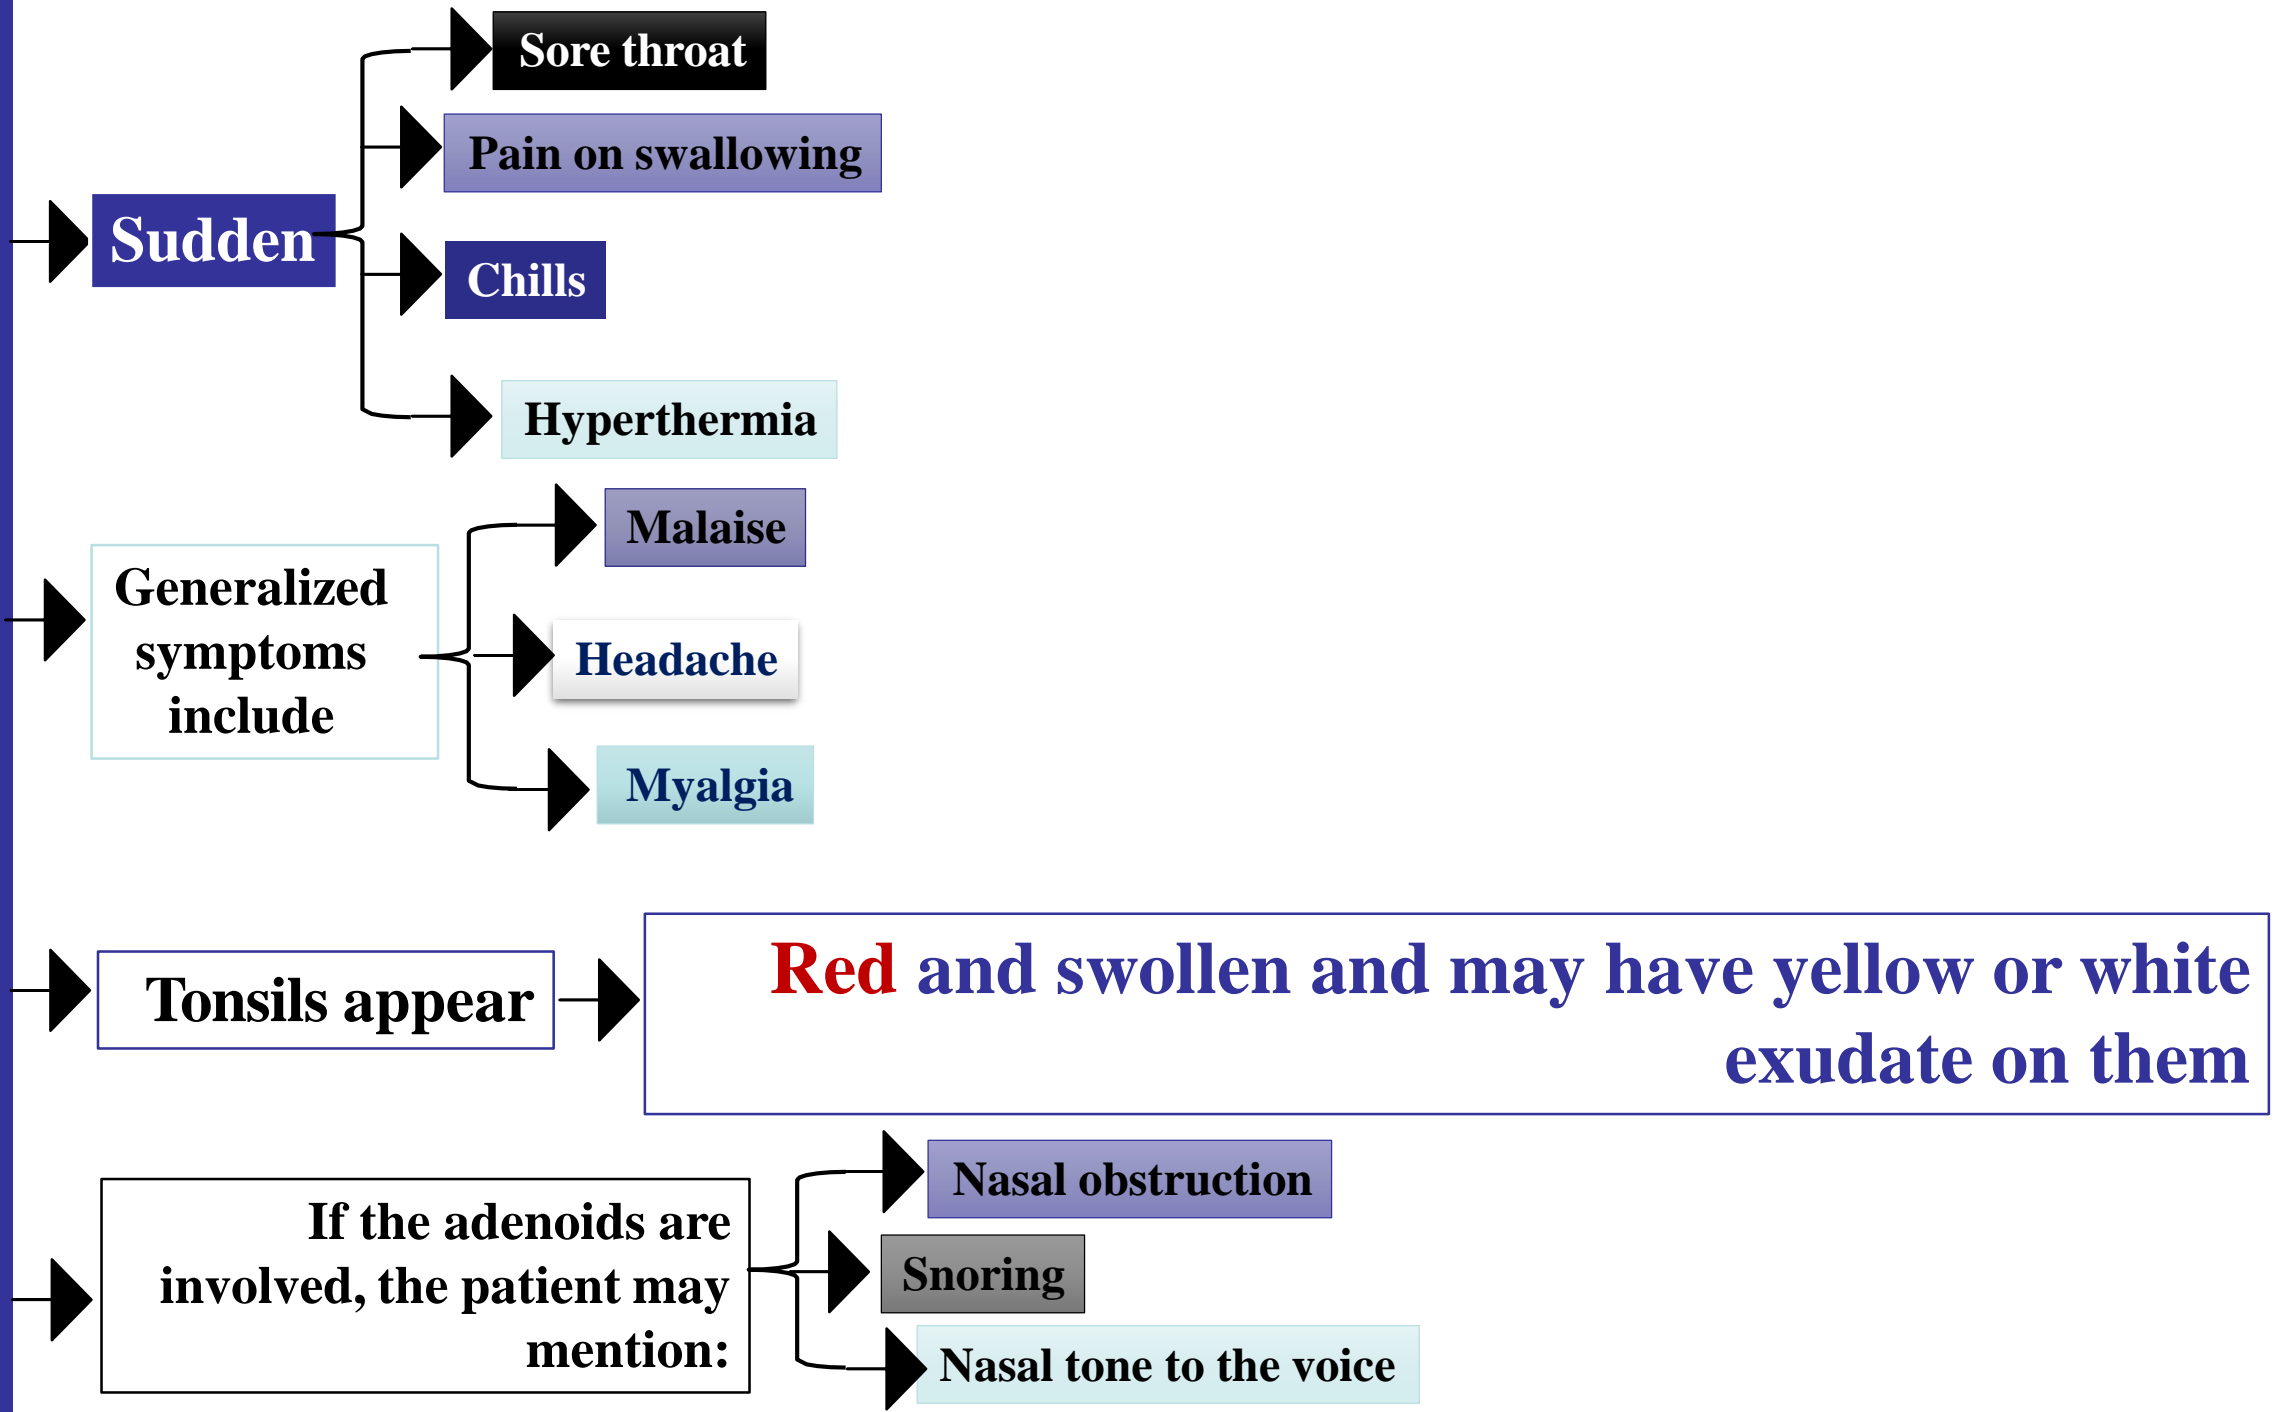 Sudden
Sore throat
Pain on swallowing
Chills
Hyperthermia
Generalized
symptoms
include
Malaise
Headache
Myalgia
Tonsils appear
Red and swollen and may have yellow or white
exudate on them
If the adenoids are
involved, the patient may
mention:
Nasal obstruction
Snoring
Nasal tone to the voice